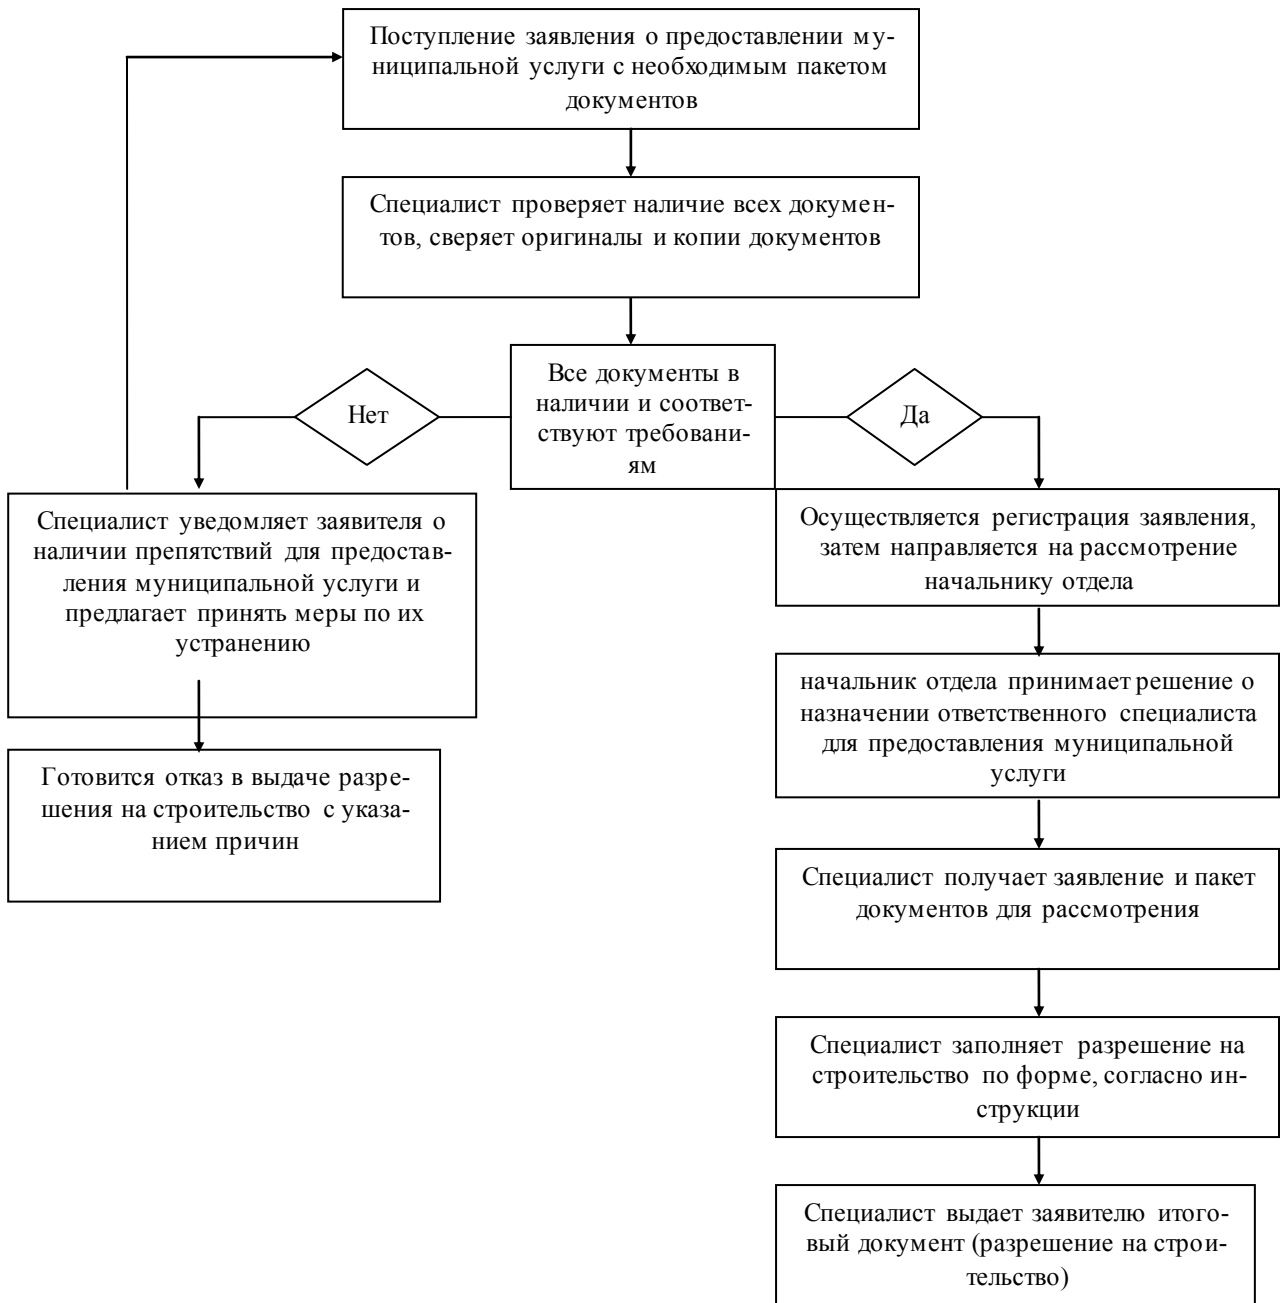 Поступление заявления о предоставлении му-
ниципальной услуги с необходимым пакетом
документов
Специалист проверяет наличие всех докумен-
тов, сверяет оригиналы и копии документов
Все документы в
наличии и соответ-
ствуют требовани-
ям
Нет
Да
Специалист уведомляет заявителя о
наличии препятствий для предостав-
ления муниципальной услуги и
предлагает принять меры по их
устранению
Готовится отказ в выдаче разре-
шения на строительство с указа-
нием причин
Осуществляется регистрация заявления,
затем направляется на рассмотрение
начальнику отдела
начальник отдела принимает решение о
назначении ответственного специалиста
для предоставления муниципальной
услуги
Специалист получает заявление и пакет
документов для рассмотрения
Специалист заполняет разрешение на
строительство по форме, согласно ин-
струкции
Специалист выдает заявителю итого-
вый документ (разрешение на строи-
тельство)